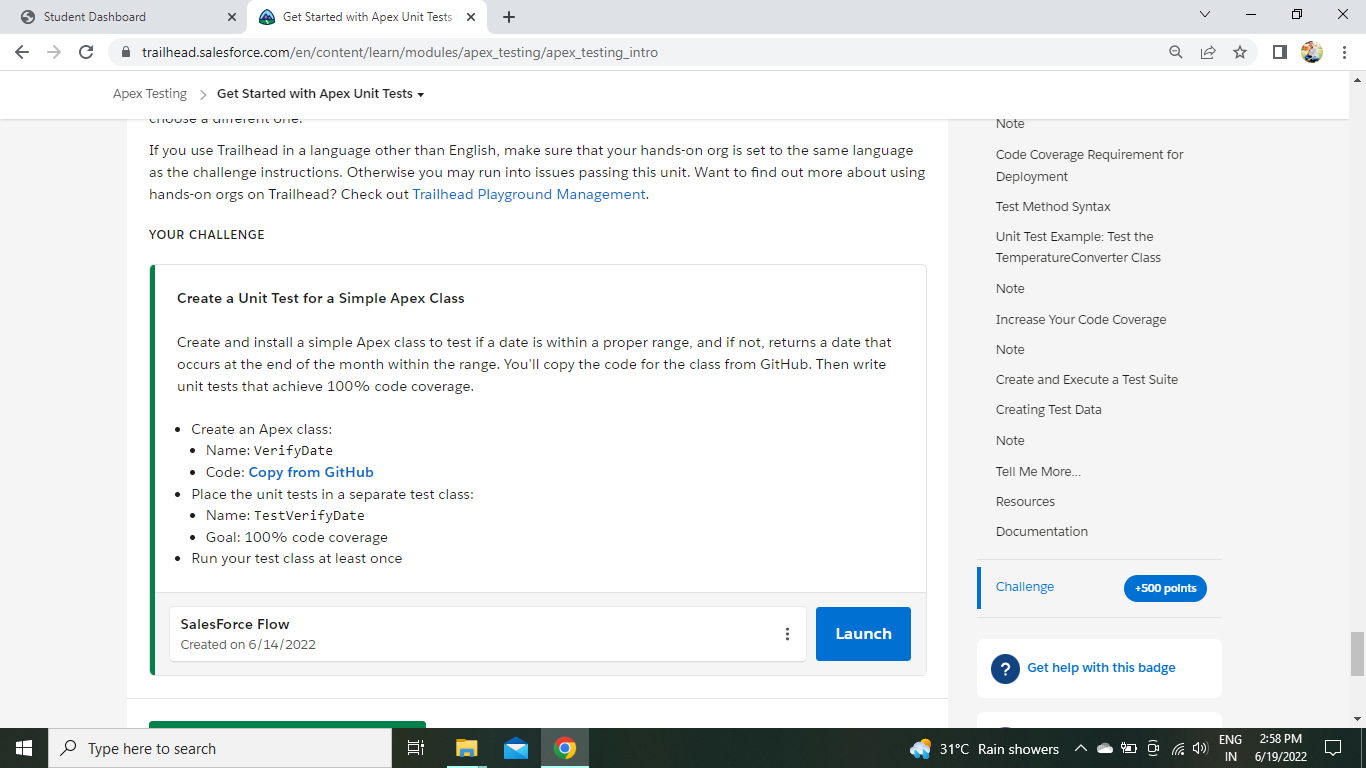 Student Dashboard
Get Started with Apex Unit Tests
trailhead.salesforce.com/en/content/learn/modules/apex_testing/apex_testing_intro
Apex Testing
Get Started with Apex Unit Tests
choose a different one.
If you use Trailhead in a language other than English, make sure that your hands-on org is set to the same language
as the challenge instructions. Otherwise you may run into issues passing this unit. Want to find out more about using
hands-on orgs on Trailhead? Check out Trailhead Playground Management.
YOUR CHALLENGE
Create a Unit Test for a Simple Apex Class
Create and install a simple Apex class to test if a date is within a proper range, and if not, returns a date that
occurs at the end of the month within the range. You'll copy the code for the class from GitHub. Then write
unit tests that achieve 100% code coverage.
• Create an Apex class:
• Name: VerifyDate
• Code: Copy from GitHub
• Place the unit tests in a separate test class:
• Name: TestVerifyDate
• Goal: 100% code coverage
• Run your test class at least once
SalesForce Flow
Created on 6/14/2022
Launch
Note
Code Coverage Requirement for
Deployment
Test Method Syntax
Unit Test Example: Test the
TemperatureConverter Class
Note
Increase Your Code Coverage
Note
Create and Execute a Test Suite
Creating Test Data
Note
Tell Me More...
Resources
Documentation
Challenge
+500 points
? Get help with this badge
Type here to search
31°C Rain showers
ENG
IN
2:58 PM
6/19/2022